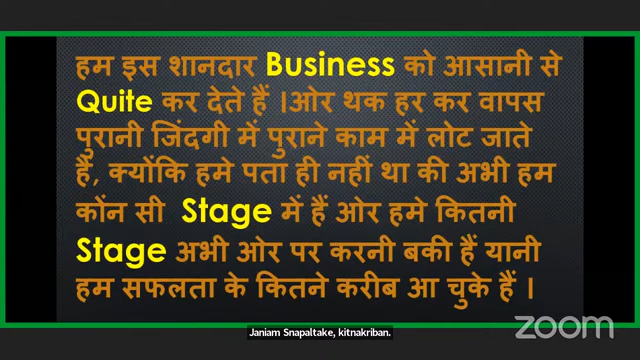 हम इस शानदार Business को आसानी से
Quite कर देते हैं ।ओर थक हर कर वापस
पुरानी जिंदगी में पुराने काम में लोट जाते
हैं, क्योंकि हमे पता ही नहीं था की अभी हम
कोंन सी Stage में हैं ओर हमे कितनी
Stage अभी ओर पर करनी बकी हैं यानी
हम सफलता के कितने करीब आ चुके हैं ।
Janiam Snapaltake, kitnakriban.
zoom